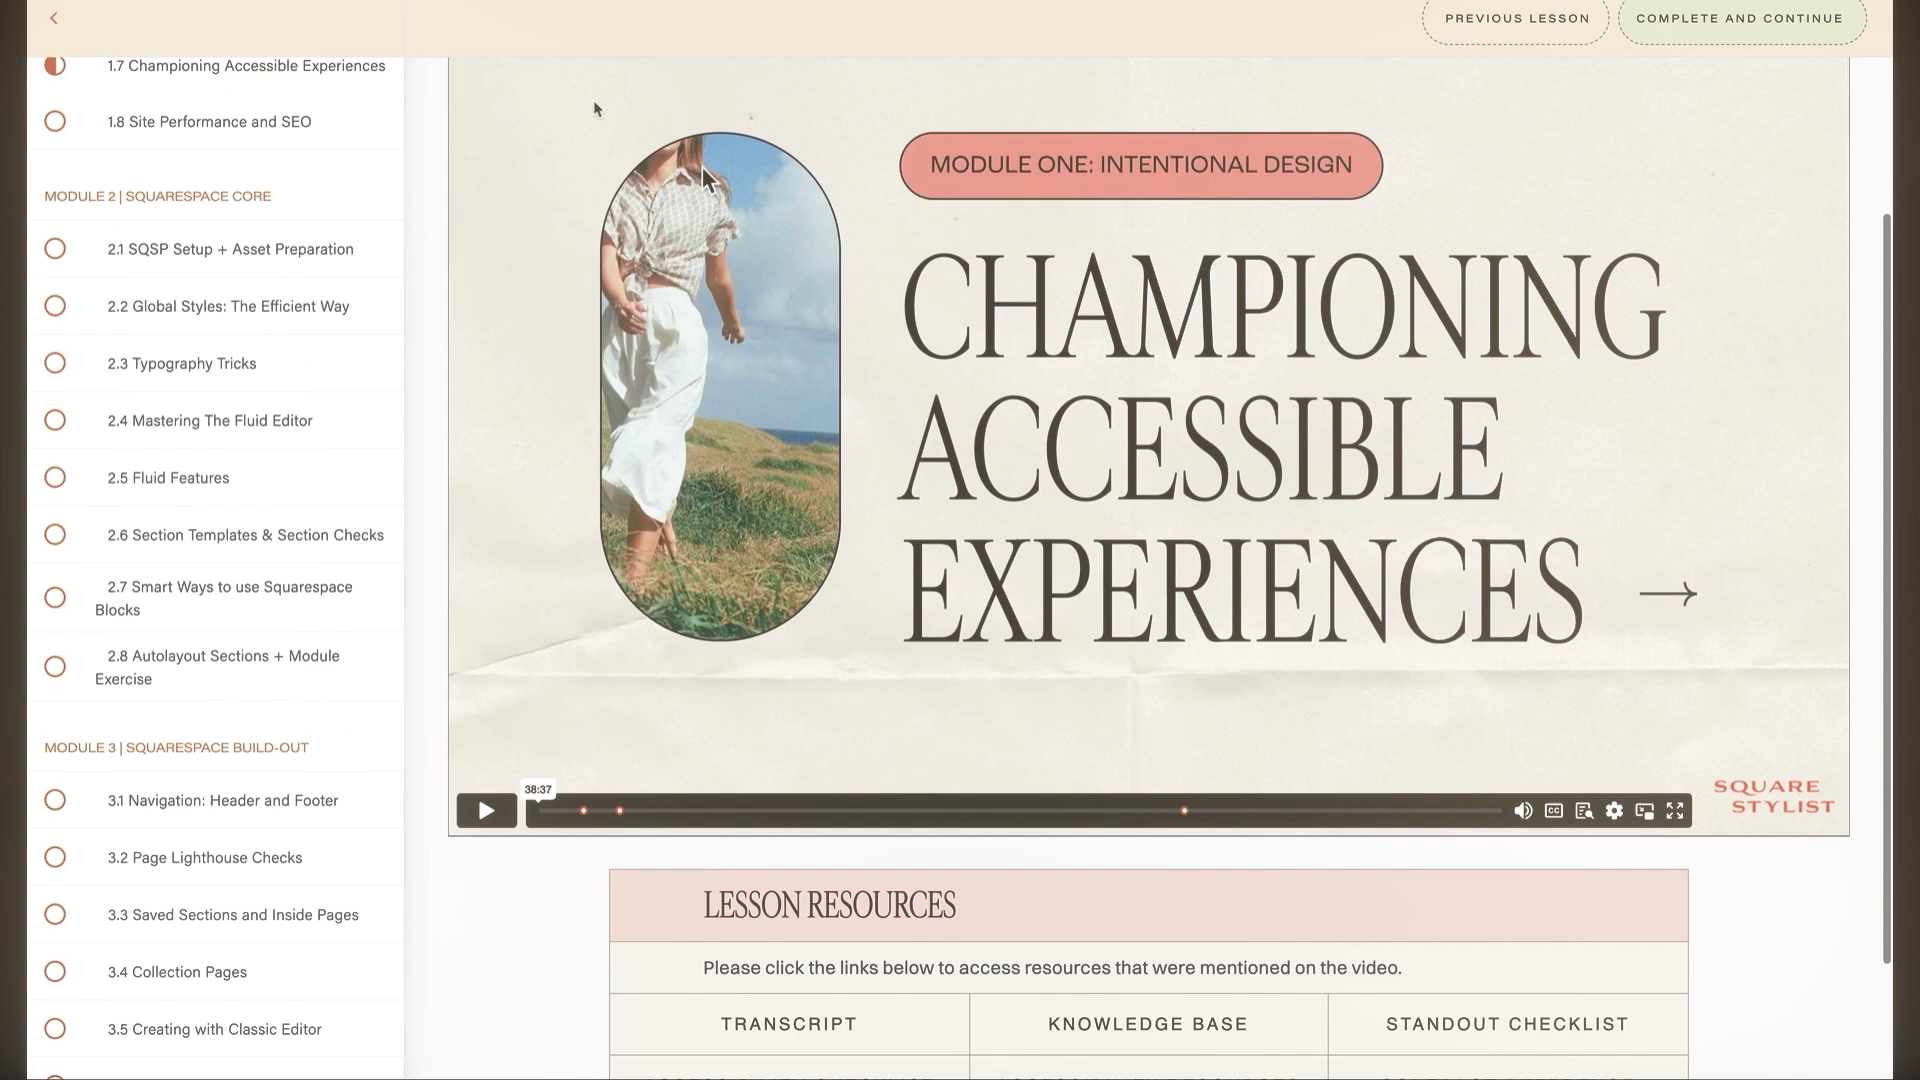 PREVIOUS LESSON
COMPLETE AND CONTINUE
1.7 Championing Accessible Experiences
1.8 Site Performance and SEO
MODULE 2 | SQUARESPACE CORE
2.1 SQSP Setup + Asset Preparation
2.2 Global Styles: The Efficient Way
2.3 Typography Tricks
2.4 Mastering The Fluid Editor
2.5 Fluid Features
2.6 Section Templates & Section Checks
2.7 Smart Ways to use Squarespace
Blocks
2.8 Autolayout Sections + Module
Exercise
MODULE 3 | SQUARESPACE BUILD-OUT
3.1 Navigation: Header and Footer
3.2 Page Lighthouse Checks
3.3 Saved Sections and Inside Pages
3.4 Collection Pages
3.5 Creating with Classic Editor
MODULE ONE: INTENTIONAL DESIGN
CHAMPIONING
ACCESSIBLE
EXPERIENCES →
38:37
CC
SQUARE
STYLIST
LESSON RESOURCES
Please click the links below to access resources that were mentioned on the video.
TRANSCRIPT
KNOWLEDGE BASE
STANDOUT CHECKLIST